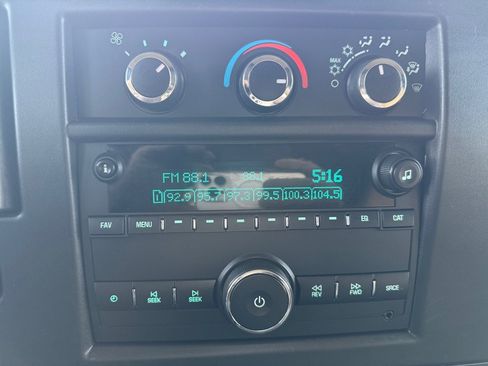 MAX
FM 88.1 88.1 5:16
1 92.9 95.7 97.3 99.5 100.3 104.5
FAV MENU EQ CAT
SEEK SEEK REV FWD SRCE